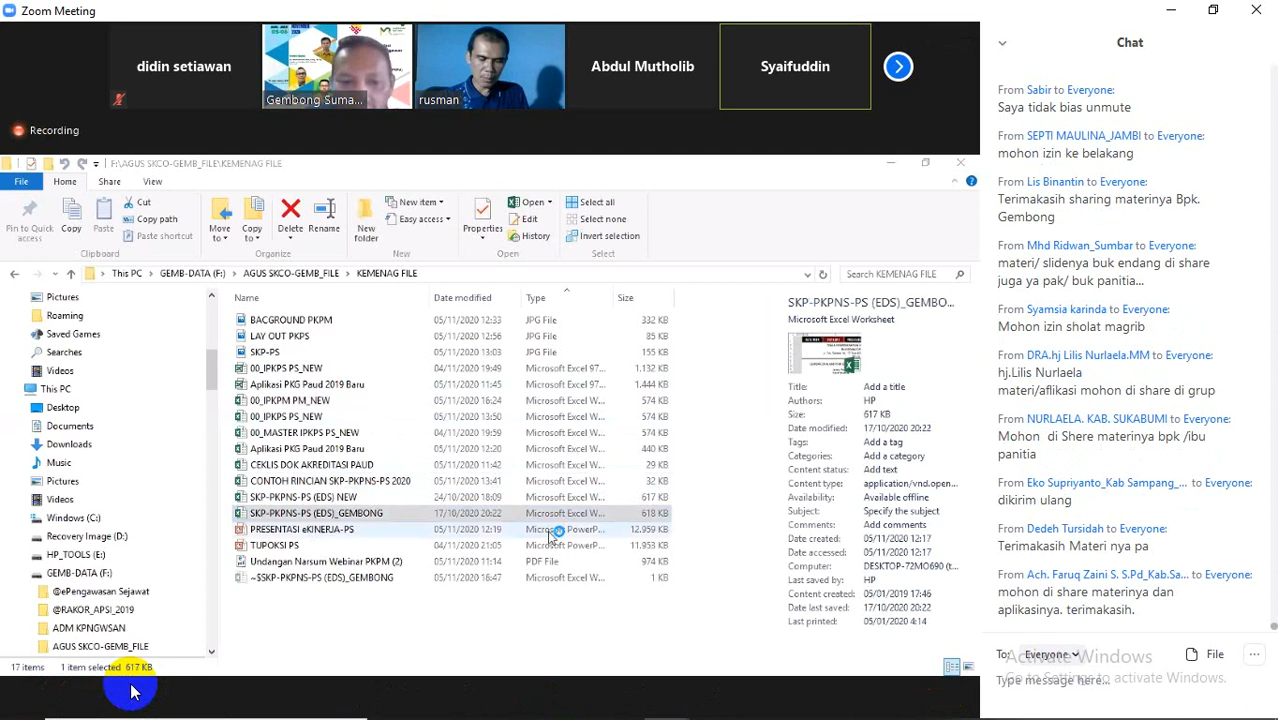 Zoom Meeting
didin setiawan
Gembong Suma...
rusman
Abdul Mutholib
Syaifuddin
Recording
F:\AGUS SKCO-GEMB_FILE\KEMENAG FILE
File
Home
Share
View
Pin to Quick access
Copy
Paste
Cut
Copy path
Paste shortcut
Clipboard
Move to
Copy to
Delete
Rename
Organize
New folder
New item
Easy access
New
Properties
Open
Edit
History
Open
Select all
Select none
Invert selection
Select
This PC > GEMB-DATA (F:) > AGUS SKCO-GEMB_FILE > KEMENAG FILE
Search KEMENAG FILE
Pictures
Roaming
Saved Games
Searches
Videos
This PC
Desktop
Documents
Downloads
Music
Pictures
Videos
Windows (C:)
Recovery Image (D:)
HP_TOOLS (E:)
GEMB-DATA (F:)
@ePengawasan Sejawat
@RAKOR_APSI_2019
ADM KPNGWSAN
AGUS SKCO-GEMB_FILE
Name Date modified Type Size
BACGROUND PKPM 05/11/2020 12:33 JPG File 332 KB
LAY OUT PKPS 05/11/2020 12:56 JPG File 85 KB
SKP-PS 05/11/2020 13:03 JPG File 155 KB
00_IPKPS PS_NEW 04/11/2020 19:59 Microsoft Excel 97... 1.132 KB
Aplikasi PKG Paud 2019 Baru 05/11/2020 11:45 Microsoft Excel 97... 1.444 KB
00_IPKPM PM_NEW 05/11/2020 16:24 Microsoft Excel W... 574 KB
00_IPKPS PS_NEW 05/11/2020 13:50 Microsoft Excel W... 574 KB
00_MASTER IPKPS PS_NEW 04/11/2020 19:59 Microsoft Excel W... 574 KB
Aplikasi PKG Paud 2019 Baru 05/11/2020 12:20 Microsoft Excel W... 440 KB
CEKLIS DOK AKREDITASI PAUD 05/11/2020 11:42 Microsoft Excel W... 29 KB
CONTOH RINCIAN SKP-PKPNS-PS 2020 05/11/2020 13:41 Microsoft Excel W... 32 KB
SKP-PKPNS-PS (EDS) NEW 24/10/2020 18:09 Microsoft Excel W... 617 KB
SKP-PKPNS-PS (EDS)_GEMBONG 17/10/2020 20:22 Microsoft Excel W... 618 KB
PRESENTASI eKINERJA-PS 05/11/2020 12:19 Microsoft PowerP... 12.959 KB
TUPOKSI PS 04/11/2020 21:05 Microsoft PowerP... 11.953 KB
Undangan Narsum Webinar PKPM (2) 05/11/2020 11:14 PDF File 974 KB
~$SKP-PKPNS-PS (EDS)_GEMBONG 05/11/2020 16:47 Microsoft Excel W... 1 KB
SKP-PKPNS-PS (EDS)_GEMBO...
Microsoft Excel Worksheet
Title: Add a title
Authors: HP
Size: 617 KB
Date modified: 17/10/2020 20:22
Tags: Add a tag
Categories: Add a category
Content status: Add text
Content type: application/vnd.open...
Availability: Available offline
Subject: Specify the subject
Comments: Add comments
Date created: 05/11/2020 12:17
Date accessed: 05/11/2020 12:17
Computer: DESKTOP-72MO690 (t...
Last saved by: HP
Content created: 05/01/2019 17:46
Date last saved: 17/10/2020 20:22
Last printed: 05/01/2020 4:14
17 items 1 item selected 617 KB
Chat
From Sabir to Everyone:
Saya tidak bias unmute
From SEPTI MAULINA_JAMBI to Everyone:
mohon izin ke belakang
From Lis Binantin to Everyone:
Terimakasih sharing materinya Bpk.
Gembong
From Mhd Ridwan_Sumbar to Everyone:
materi/ slidenya buk endang di share
juga ya pak/ buk panitia...
From Syamsia karinda to Everyone:
Mohon izin sholat magrib
From DRA.hj Lilis Nurlaela.MM to Everyone:
hj.Lilis Nurlaela
materi/aflikasi mohon di share di grup
From NURLAELA. KAB. SUKABUMI to Everyone:
Mohon di Shere materinya bpk /ibu
panitia
From Eko Supriyanto_Kab Sampang_... to Everyone:
dikirim ulang
From Dedeh Tursidah to Everyone:
Terimakasih Materi nya pa
From Ach. Faruq Zaini S. S.Pd_Kab.Sa... to Everyone:
mohon di share materinya dan
aplikasinya. terimakasih.
To: Everyone
File
Activate Windows
Go to Settings to activate Windows.
Type message here...